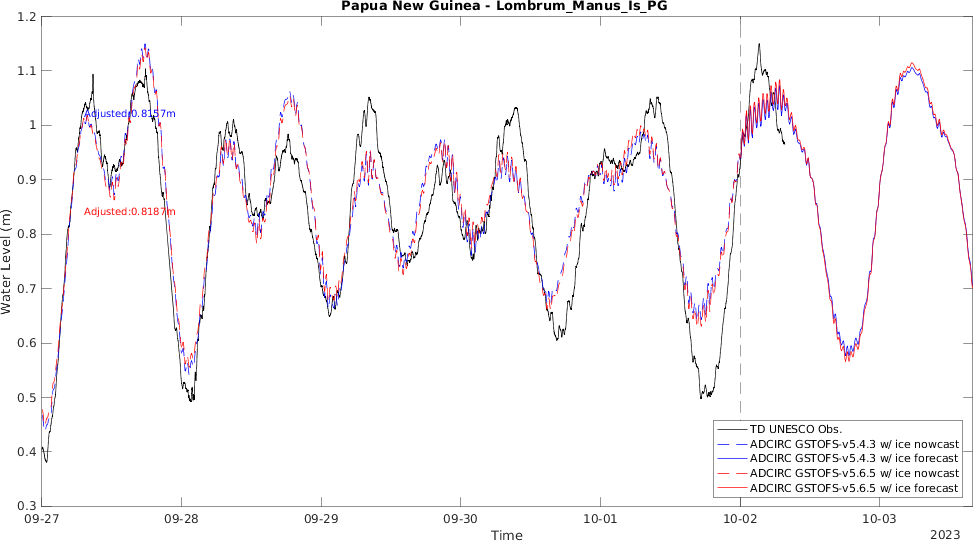 Papua New Guinea - Lombrum_Manus_Is_PG
1.2
1.1
1
0.9
0.8
0.7
0.6
0.5
0.4
0.3
Water Level (m)
Adjusted:0.8157m
Adjusted:0.8187m
TD UNESCO Obs.
ADCIRC GSTOFS-v5.4.3 w/ ice nowcast
ADCIRC GSTOFS-v5.4.3 w/ ice forecast
ADCIRC GSTOFS-v5.6.5 w/ ice nowcast
ADCIRC GSTOFS-v5.6.5 w/ ice forecast
09-27 09-28 09-29 09-30 10-01 10-02 10-03
Time
2023